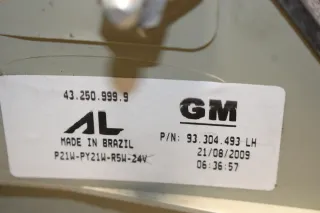 43.250.999.9
GM
AL
MADE IN BRAZIL
P/N: 93.304.493 LH
P21W-PY21W-R5W-24V
21/08/2009
06:36:57